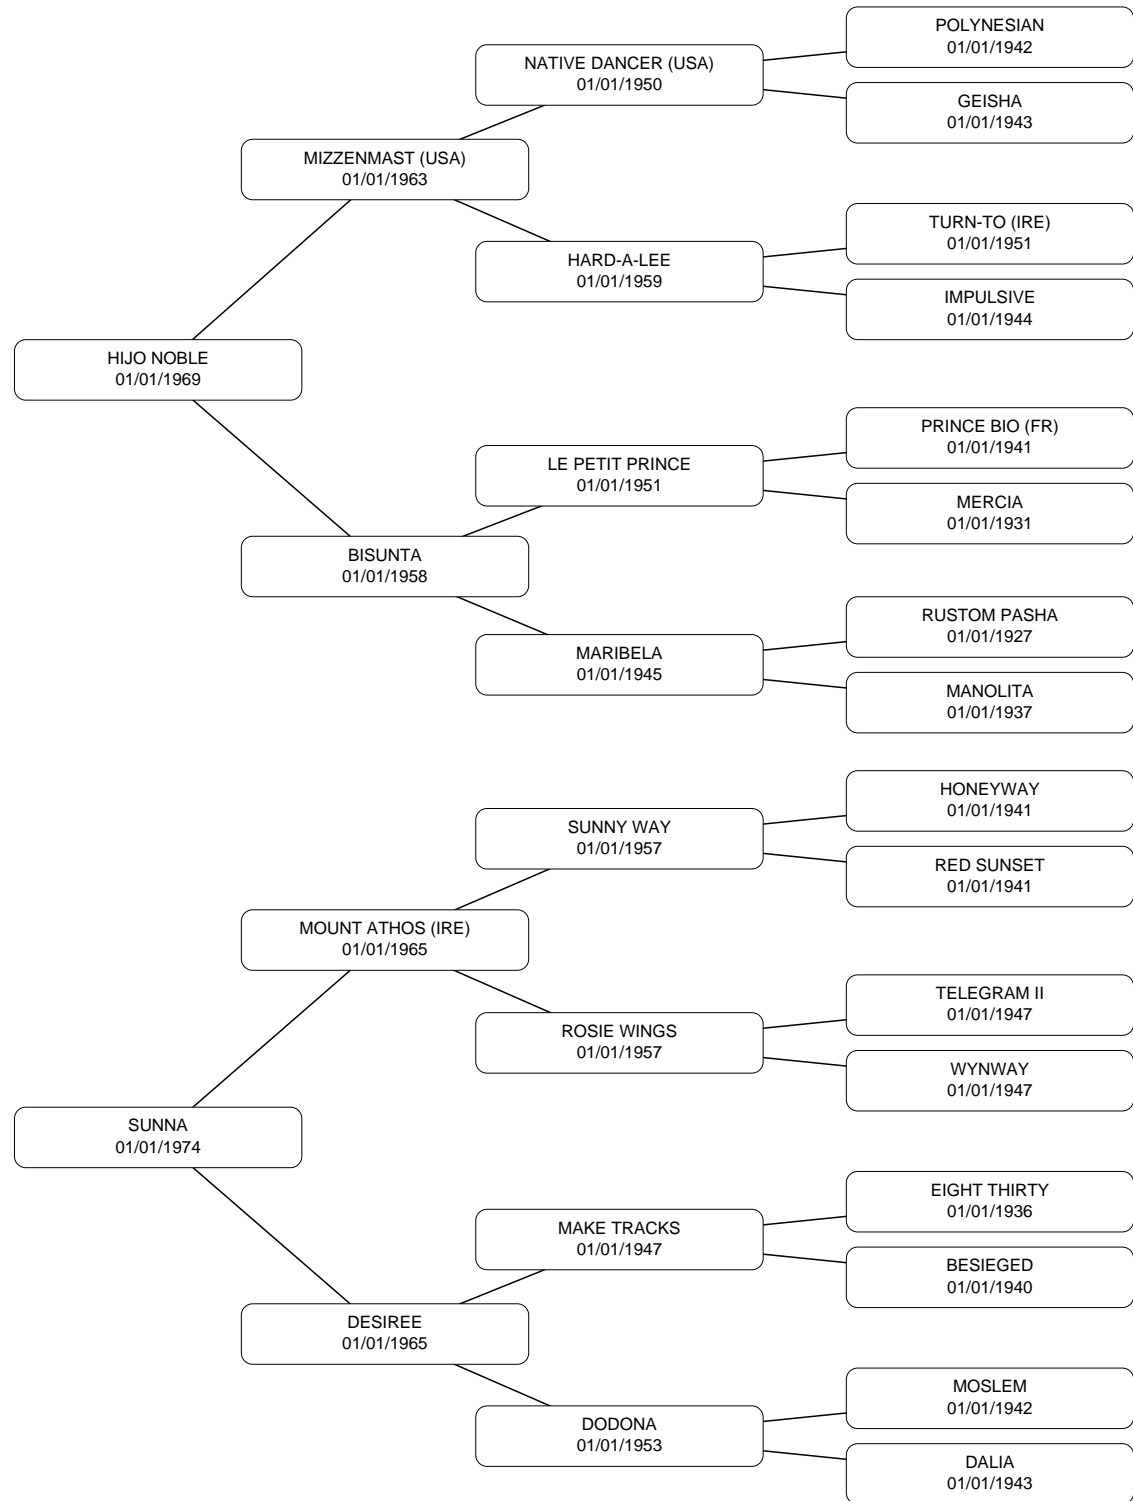 POLYNESIAN
01/01/1942
NATIVE DANCER (USA)
01/01/1950
GEISHA
01/01/1943
MIZZENMAST (USA)
01/01/1963
TURN-TO (IRE)
01/01/1951
HARD-A-LEE
01/01/1959
IMPULSIVE
01/01/1944
HIJO NOBLE
01/01/1969
PRINCE BIO (FR)
01/01/1941
LE PETIT PRINCE
01/01/1951
MERCIA
01/01/1931
BISUNTA
01/01/1958
RUSTOM PASHA
01/01/1927
MARIBELA
01/01/1945
MANOLITA
01/01/1937
HONEYWAY
01/01/1941
SUNNY WAY
01/01/1957
RED SUNSET
01/01/1941
MOUNT ATHOS (IRE)
01/01/1965
TELEGRAM II
01/01/1947
ROSIE WINGS
01/01/1957
WYNWAY
01/01/1947
SUNNA
01/01/1974
EIGHT THIRTY
01/01/1936
MAKE TRACKS
01/01/1947
BESIEGED
01/01/1940
DESIREE
01/01/1965
MOSLEM
01/01/1942
DODONA
01/01/1953
DALIA
01/01/1943